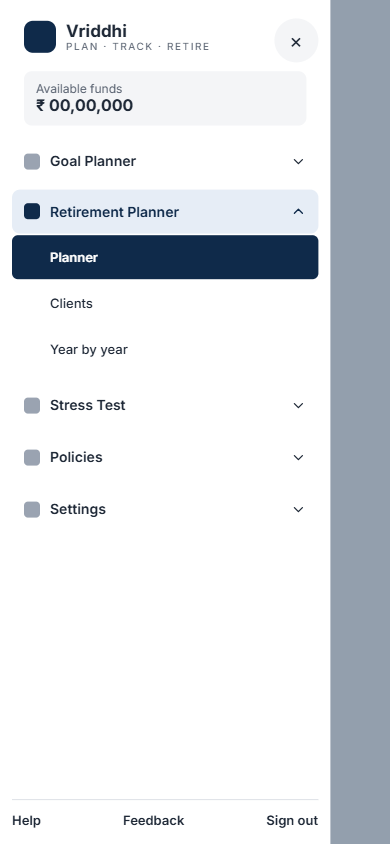 Vriddhi
PLAN · TRACK · RETIRE
Available funds
₹ 00,00,000
Goal Planner
Retirement Planner
Planner
Clients
Year by year
Stress Test
Policies
Settings
Help Feedback Sign out